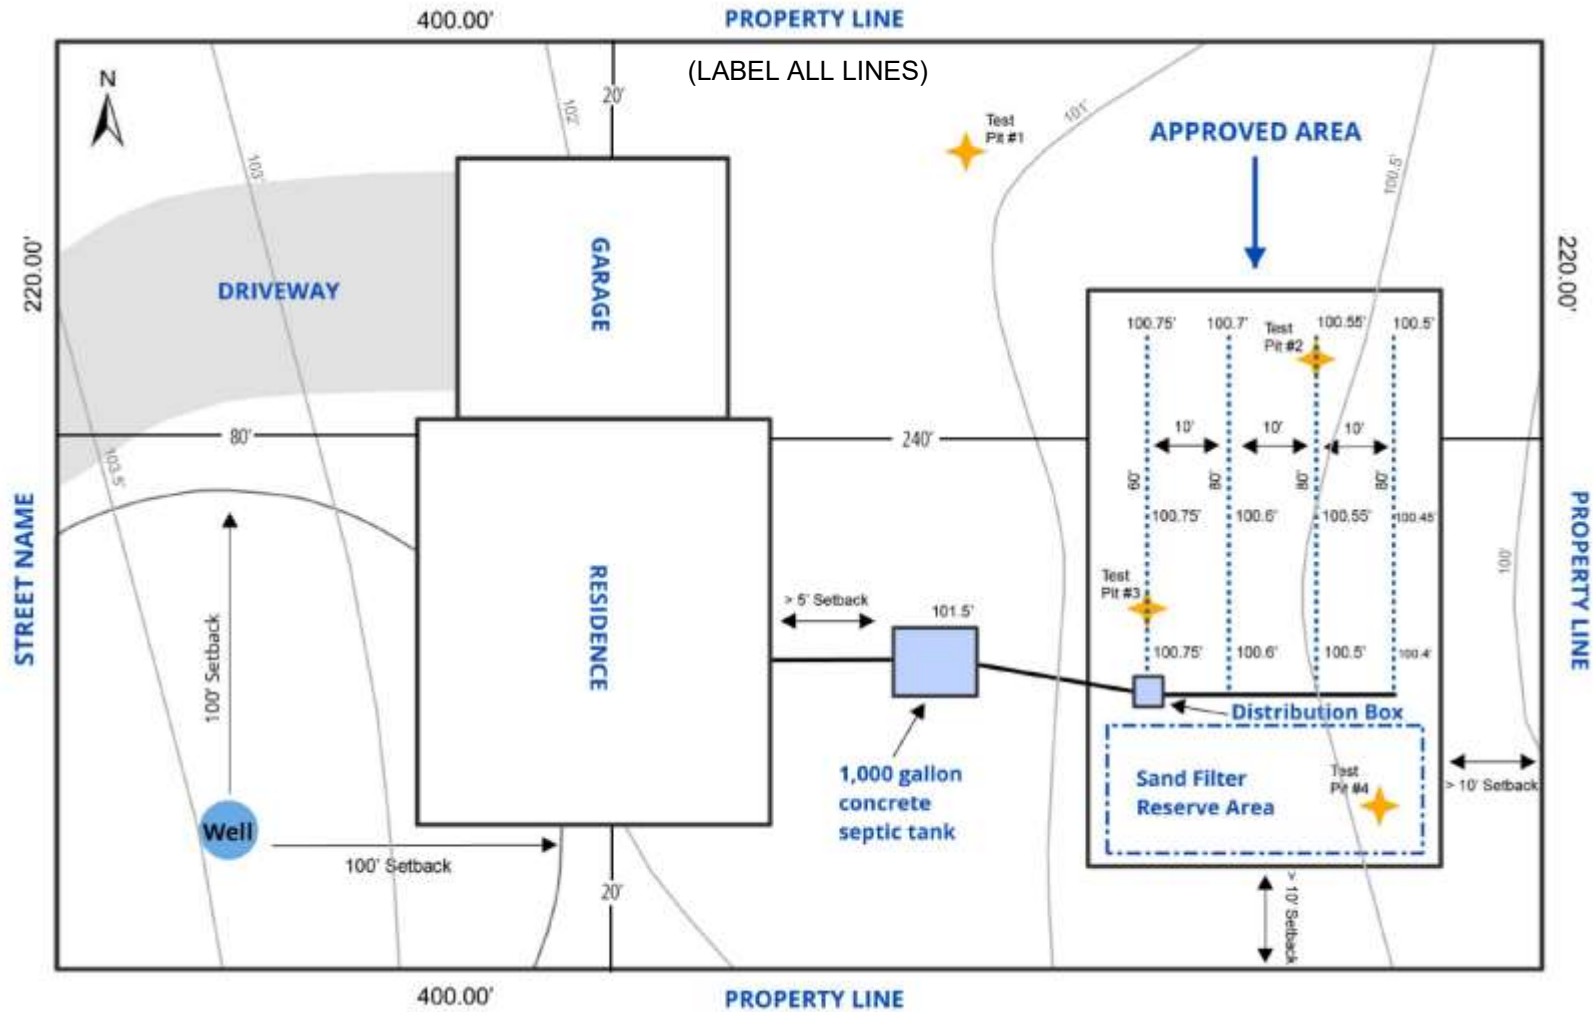 400.00'
PROPERTY LINE
(LABEL ALL LINES)
N
20'
102'
103'
101'
Test
Pit #1
APPROVED AREA
100.5'
220.00'
GARAGE
220.00'
DRIVEWAY
100.75'
100.7'
Test
Pit #2
100.55'
100.5'
80'
240'
10'
10'
10'
103.5'
60'
80'
80'
80'
100.75'
100.6'
100.55'
100.45'
STREET NAME
RESIDENCE
PROPERTY LINE
100'
Test
Pit #3
> 5' Setback
101.5'
100' Setback
100.75'
100.6'
100.5'
100.4'
Distribution Box
1,000 gallon
concrete
septic tank
Sand Filter
Reserve Area
Test
Pit #4
> 10' Setback
Well
100' Setback
20'
> 10' Setback
400.00'
PROPERTY LINE